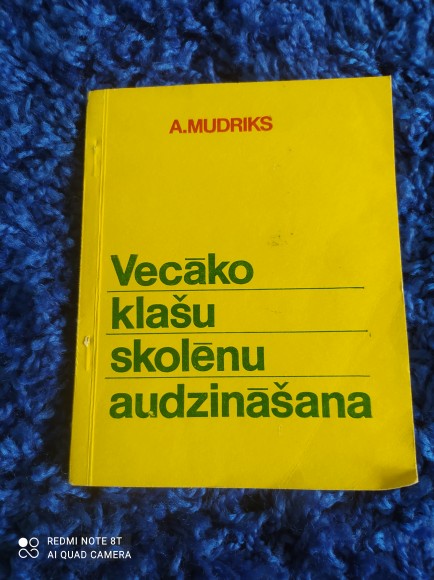 A.MUDRIKS
Vecāko
klašu
skolēnu
audzināšana
REDMI NOTE 8T
AI QUAD CAMERA